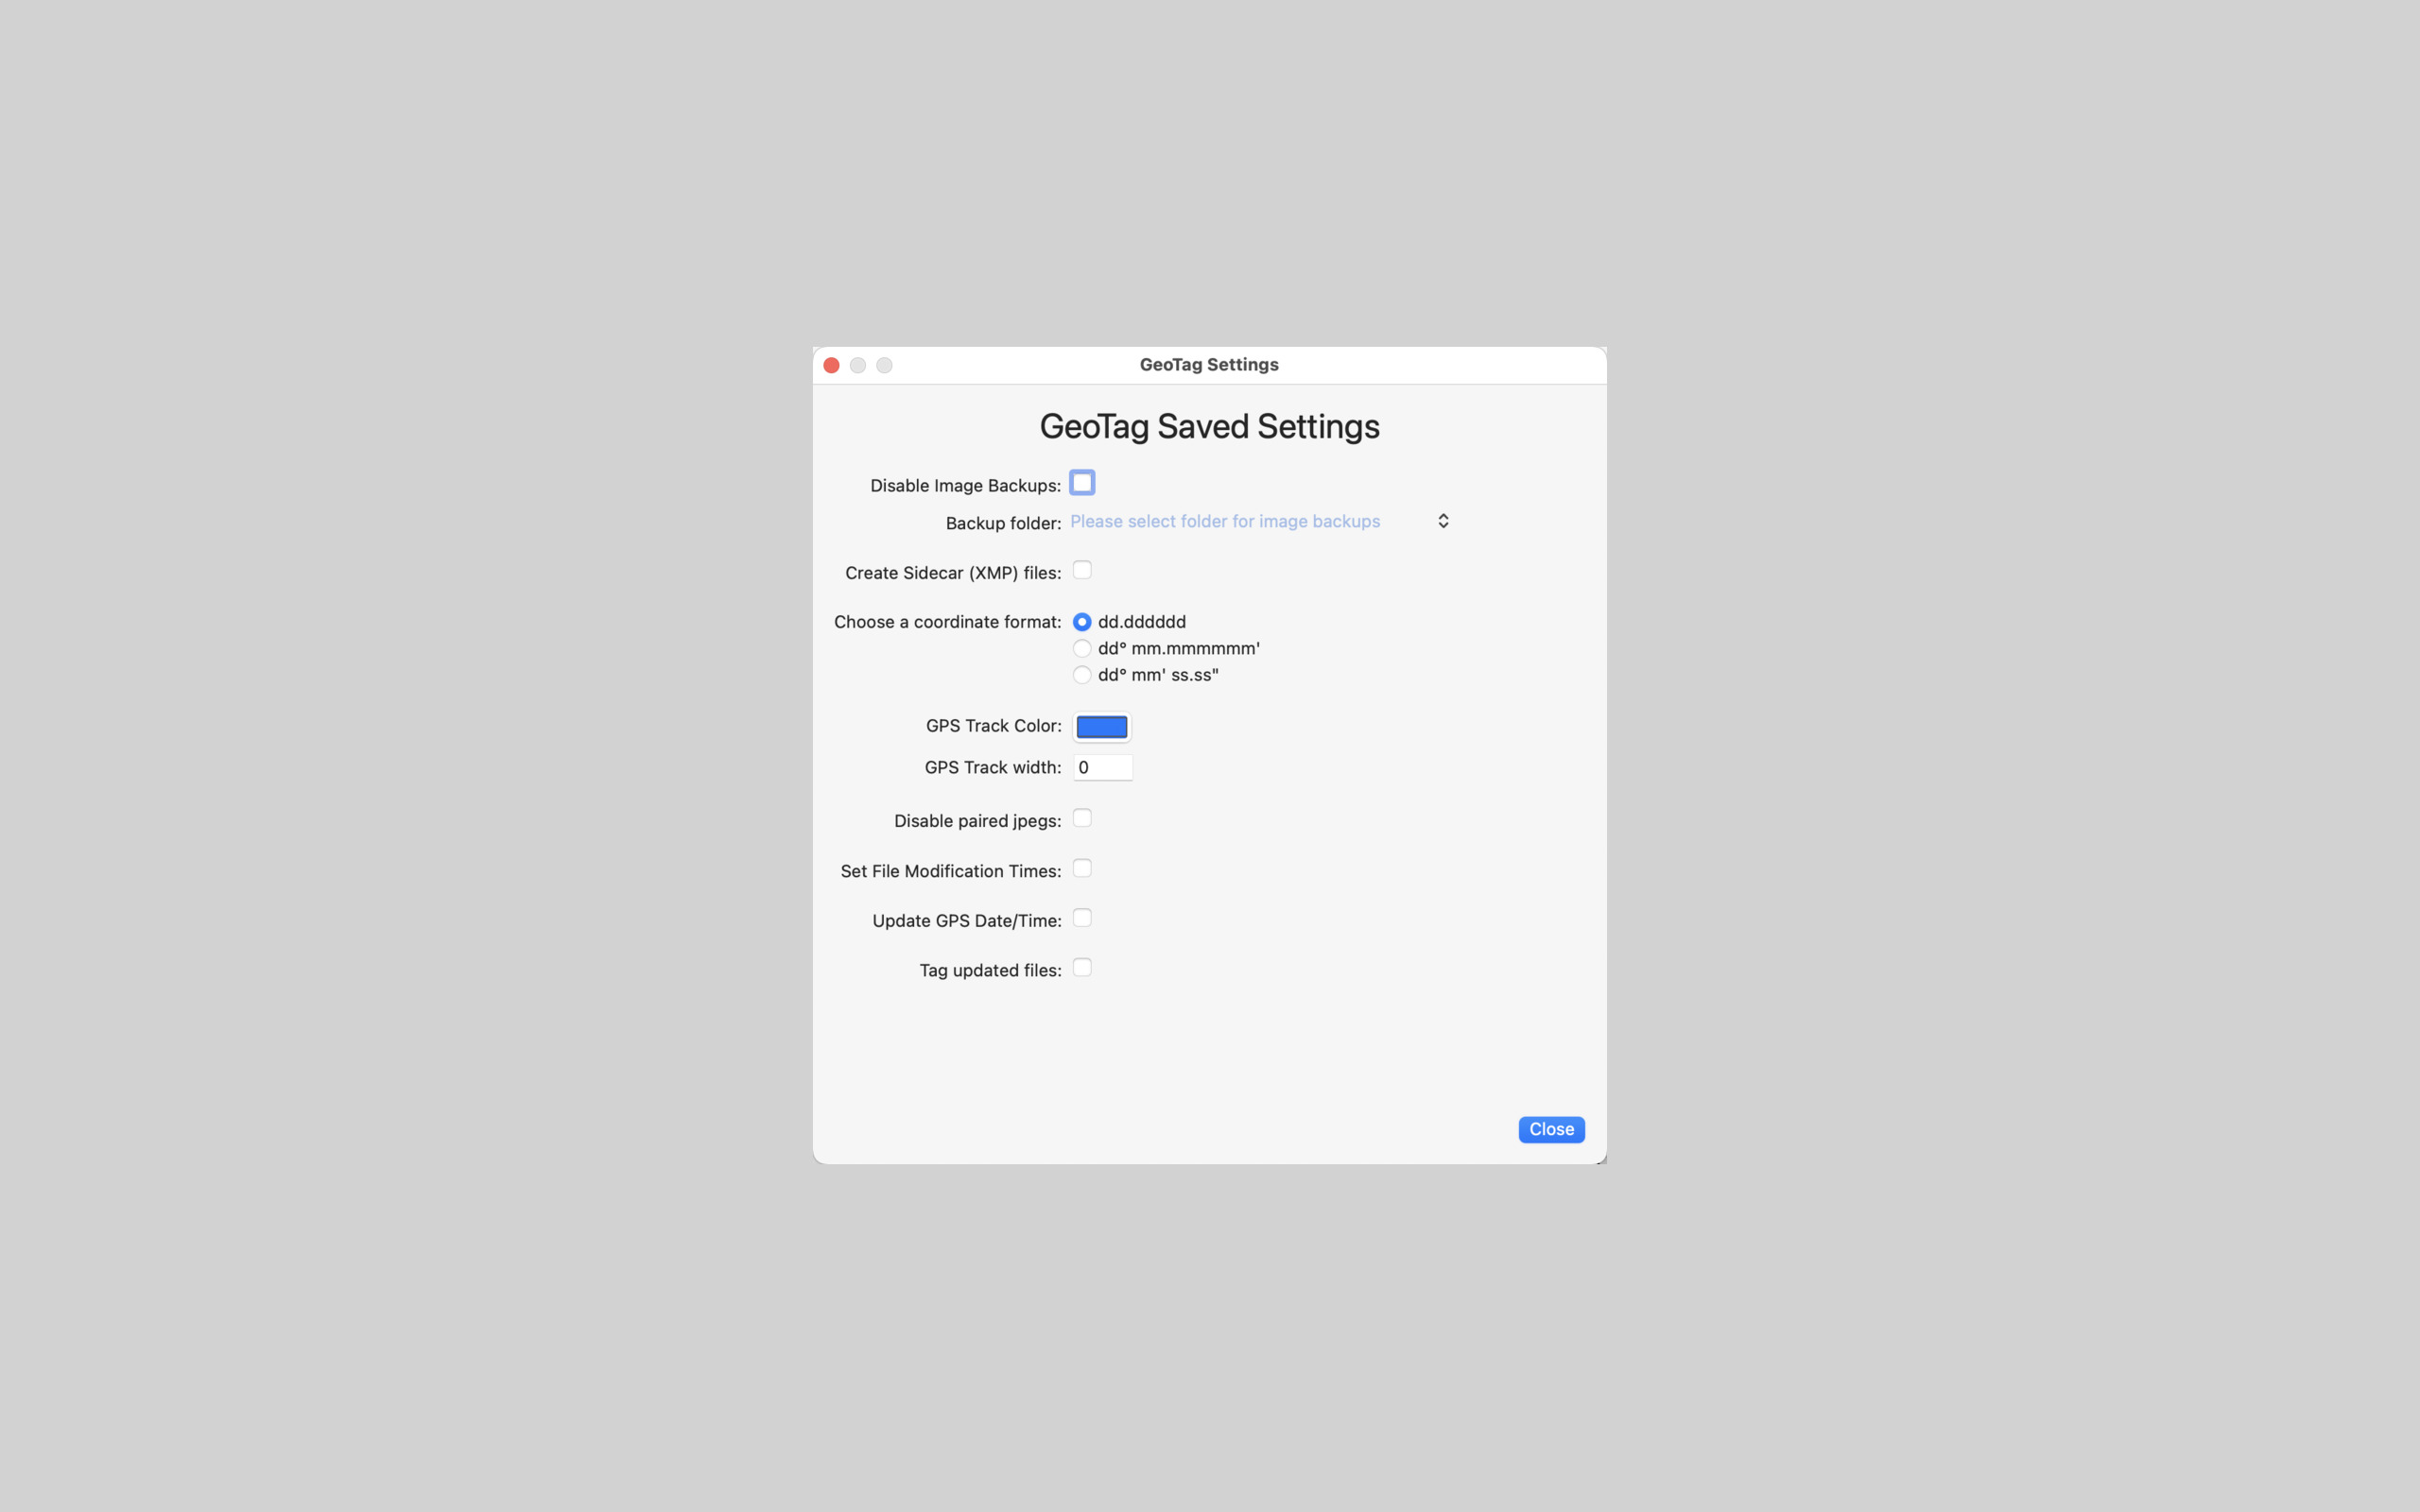 GeoTag Settings
GeoTag Saved Settings
Disable Image Backups:
Backup folder: Please select folder for image backups
Create Sidecar (XMP) files:
Choose a coordinate format: dd.dddddd
dd° mm.mmmmmm'
dd° mm' ss.ss"
GPS Track Color:
GPS Track width: 0
Disable paired jpegs:
Set File Modification Times:
Update GPS Date/Time:
Tag updated files:
Close